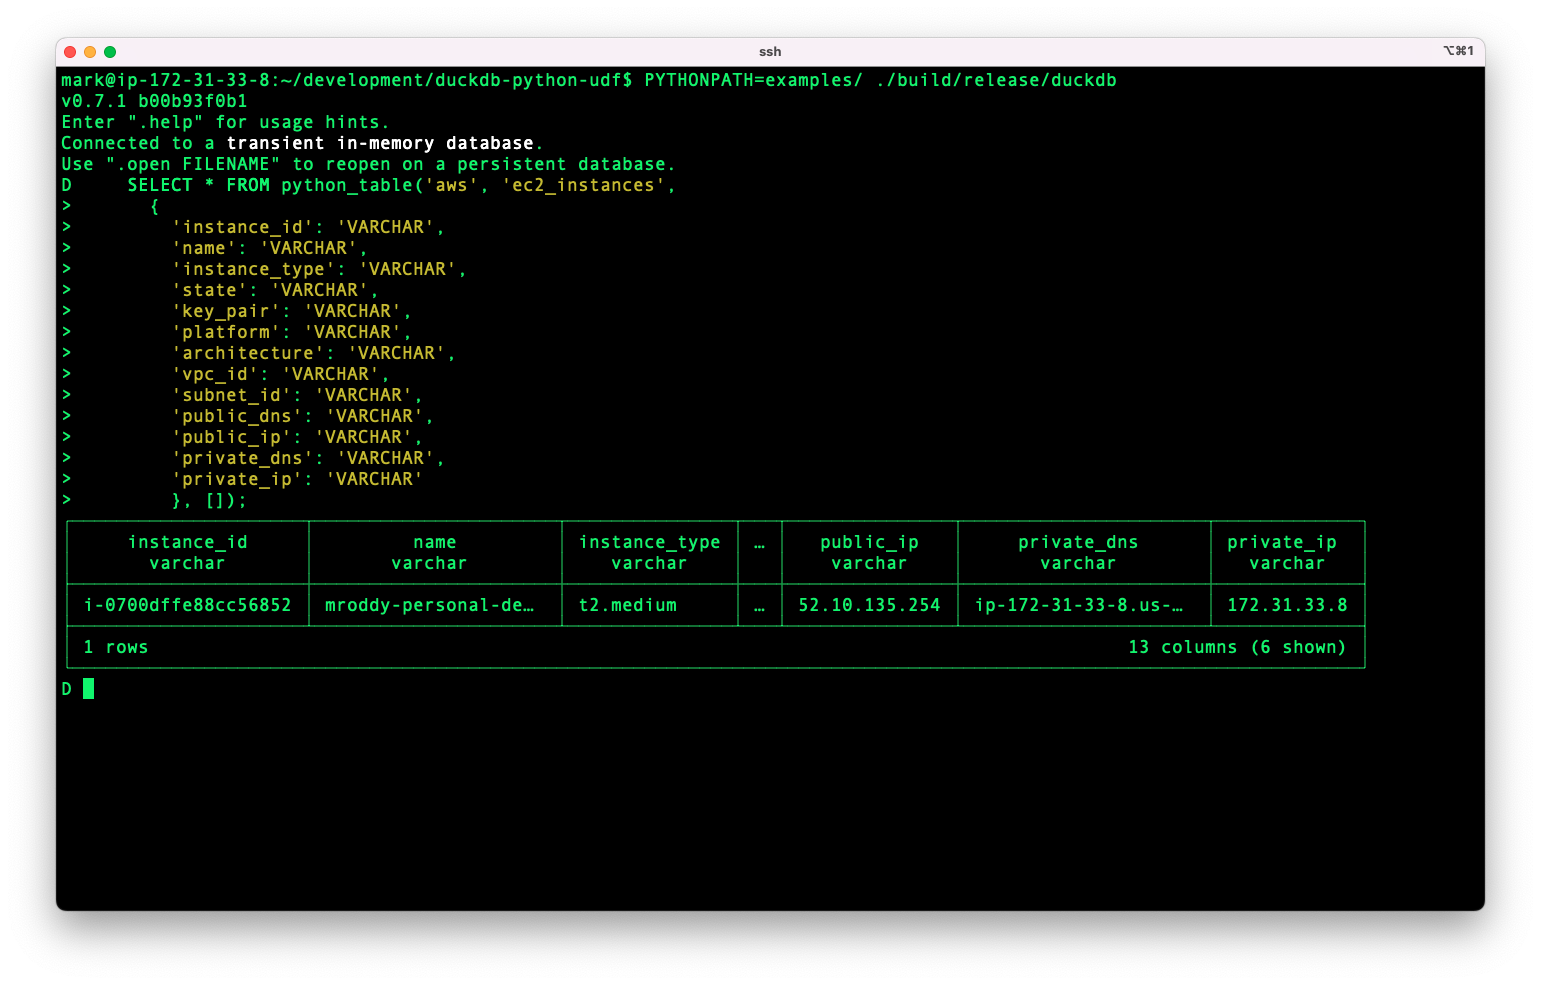 ssh
⌥⌘1
mark@ip-172-31-33-8:~/development/duckdb-python-udf$ PYTHONPATH=examples/ ./build/release/duckdb
v0.7.1 b00b93f0b1
Enter ".help" for usage hints.
Connected to a transient in-memory database.
Use ".open FILENAME" to reopen on a persistent database.
D     SELECT * FROM python_table('aws', 'ec2_instances',
>       {
>         'instance_id': 'VARCHAR',
>         'name': 'VARCHAR',
>         'instance_type': 'VARCHAR',
>         'state': 'VARCHAR',
>         'key_pair': 'VARCHAR',
>         'platform': 'VARCHAR',
>         'architecture': 'VARCHAR',
>         'vpc_id': 'VARCHAR',
>         'subnet_id': 'VARCHAR',
>         'public_dns': 'VARCHAR',
>         'public_ip': 'VARCHAR',
>         'private_dns': 'VARCHAR',
>         'private_ip': 'VARCHAR'
>         }, []);
instance_id name instance_type … public_ip private_dns private_ip
varchar varchar varchar varchar varchar varchar
i-0700dffe88cc56852 mroddy-personal-de… t2.medium … 52.10.135.254 ip-172-31-33-8.us-… 172.31.33.8
1 rows 13 columns (6 shown)
D